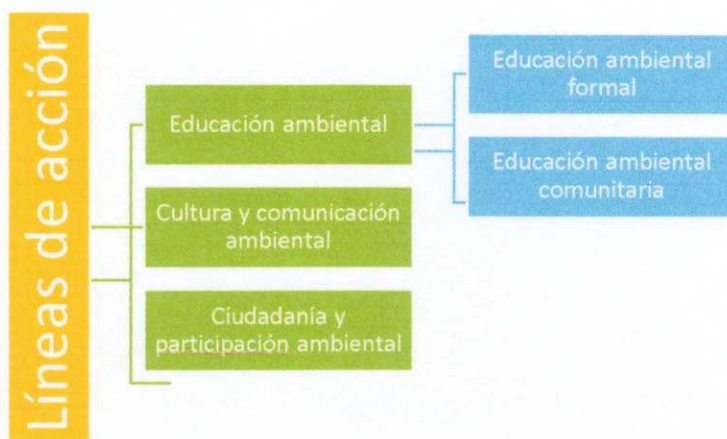 Líneas de acción
Educación ambiental
Cultura y comunicación
ambiental
Ciudadanía y
participación ambiental
Educación ambiental
formal
Educación ambiental
comunitaria